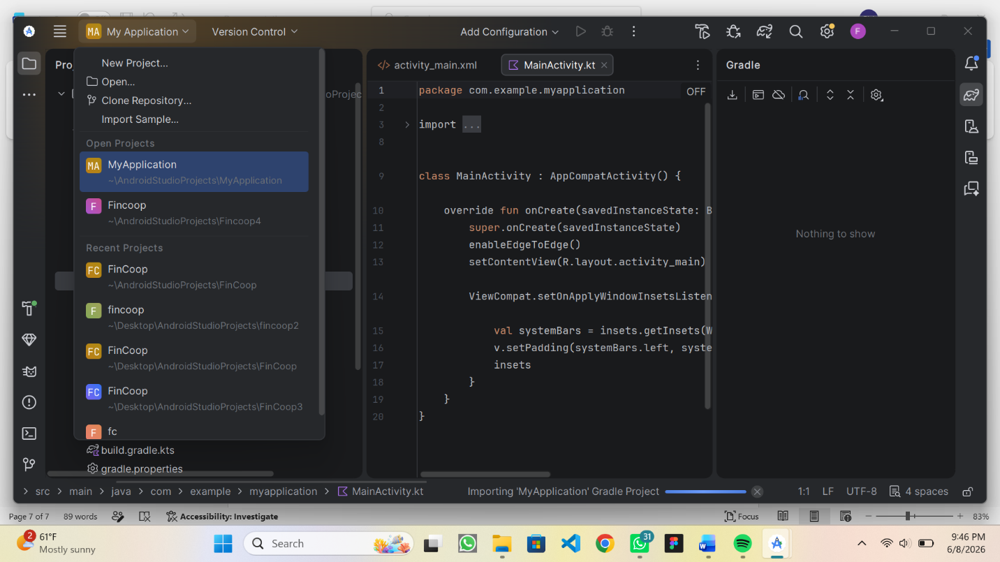 MA My Application
Version Control
Add Configuration
F
New Project...
Open...
Clone Repository...
Import Sample...
Open Projects
MA MyApplication
~\AndroidStudioProjects\MyApplication
F Fincoop
~\AndroidStudioProjects\Fincoop4
Recent Projects
FC FinCoop
~\AndroidStudioProjects\FinCoop
F fincoop
~\Desktop\AndroidStudioProjects\fincoop2
FC FinCoop
~\Desktop\AndroidStudioProjects\FinCoop
FC FinCoop
~\Desktop\AndroidStudioProjects\FinCoop3
F fc
build.gradle.kts
gradle.properties
activity_main.xml
MainActivity.kt
OFF
1 package com.example.myapplication
2
3 import ...
8
9 class MainActivity : AppCompatActivity() {
10 override fun onCreate(savedInstanceState: B
11 super.onCreate(savedInstanceState)
12 enableEdgeToEdge()
13 setContentView(R.layout.activity_main)
14 ViewCompat.setOnApplyWindowInsetsListen
15 val systemBars = insets.getInsets(W
16 v.setPadding(systemBars.left, syste
17 insets
18 }
19 }
20 }
Gradle
Nothing to show
src > main > java > com > example > myapplication > MainActivity.kt
Importing 'MyApplication' Gradle Project
1:1 LF UTF-8 4 spaces
Page 7 of 7 89 words Accessibility: Investigate
Focus
83%
2
61°F
Mostly sunny
Search
31
9:46 PM
6/8/2026